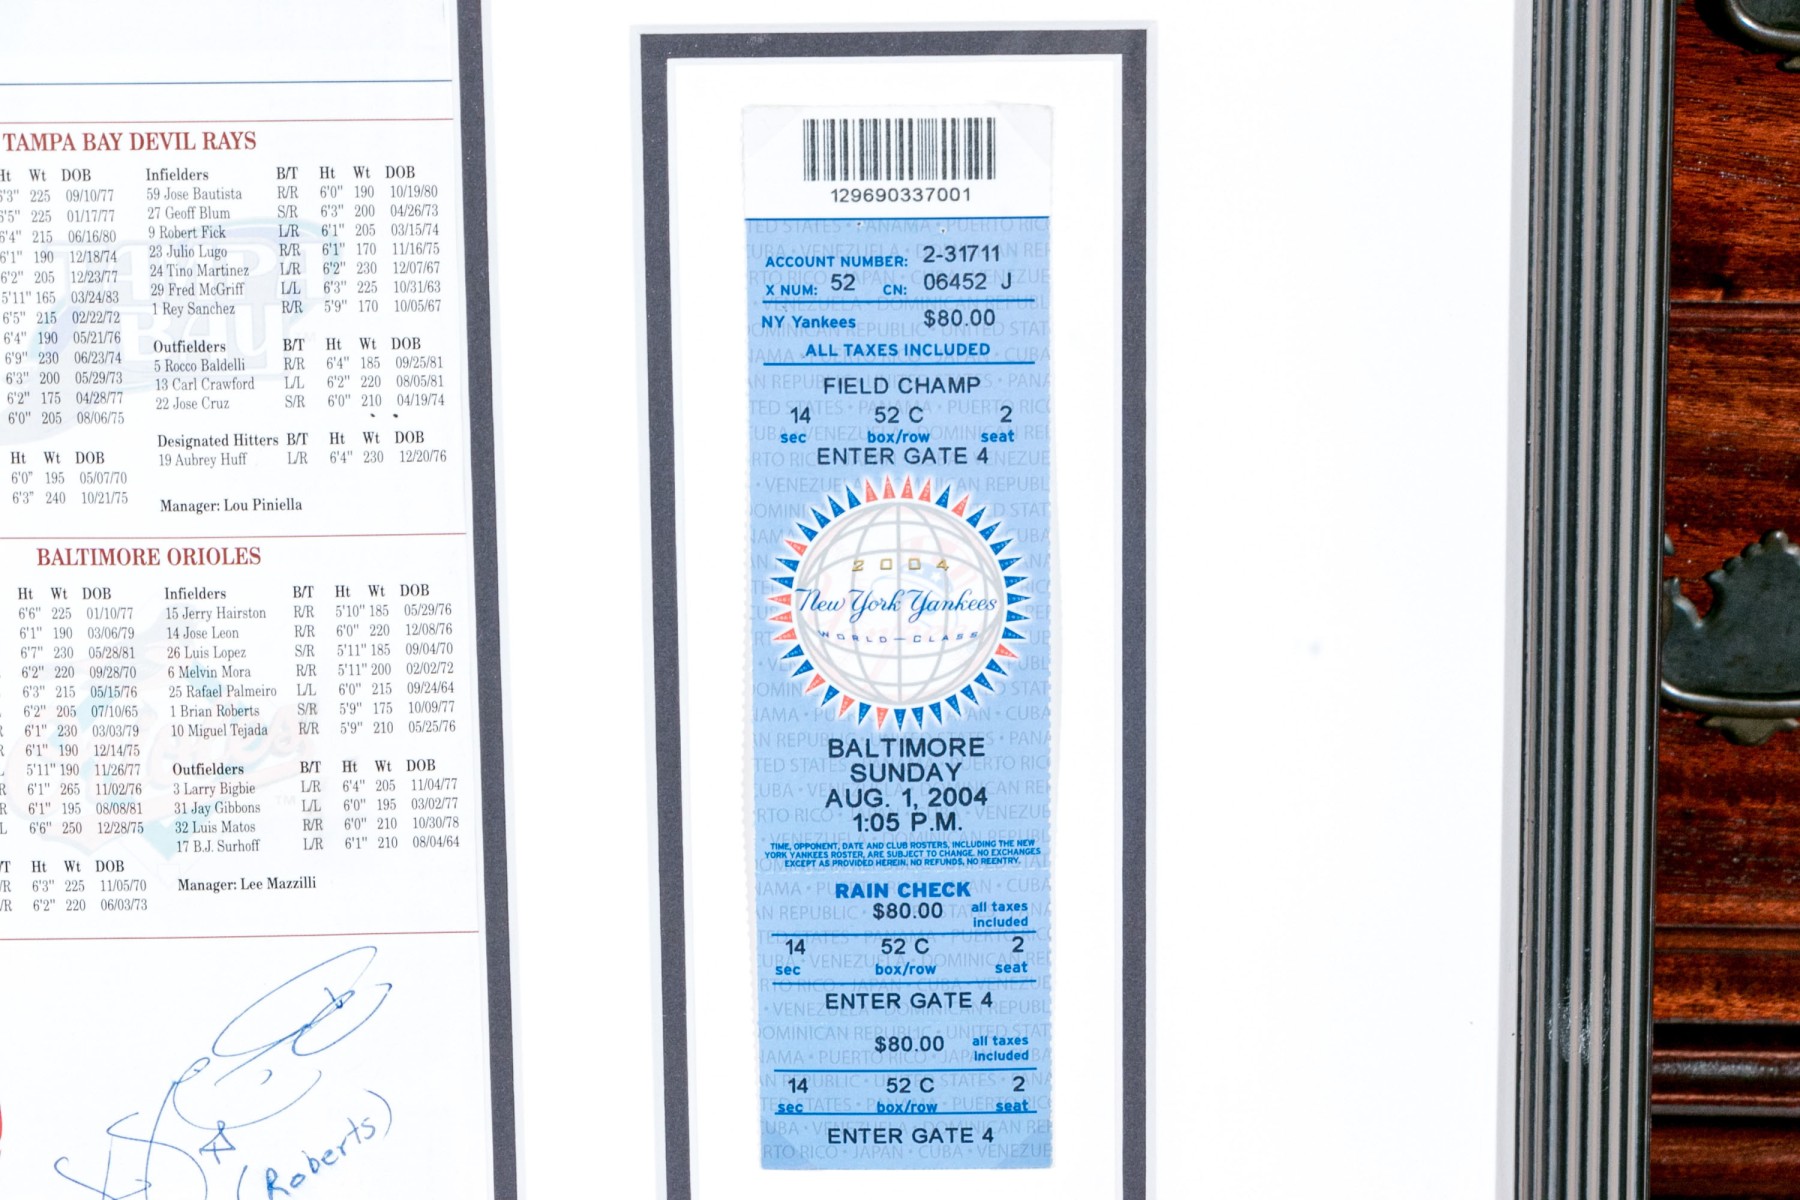 TAMPA BAY DEVIL RAYS
Ht Wt DOB
6'3" 225 09/10/77
6'5" 225 01/17/77
6'4" 215 06/16/80
6'1" 190 12/18/74
6'2" 205 12/23/77
5'11" 165 03/24/83
6'5" 215 02/22/72
6'4" 190 05/21/76
6'9" 230 06/23/74
6'3" 200 05/29/73
6'2" 175 04/28/77
6'0" 205 08/06/75
Ht Wt DOB
6'0" 195 05/07/70
6'3" 240 10/21/75
Infielders B/T Ht Wt DOB
59 Jose Bautista R/R 6'0" 190 10/19/80
27 Geoff Blum S/R 6'3" 200 04/26/73
9 Robert Fick L/R 6'1" 205 03/15/74
23 Julio Lugo R/R 6'1" 170 11/16/75
24 Tino Martinez L/R 6'2" 230 12/07/67
29 Fred McGriff L/L 6'3" 225 10/31/63
1 Rey Sanchez R/R 5'9" 170 10/05/67
Outfielders B/T Ht Wt DOB
5 Rocco Baldelli R/R 6'4" 185 09/25/81
13 Carl Crawford L/L 6'2" 220 08/05/81
22 Jose Cruz S/R 6'0" 210 04/19/74
Designated Hitters B/T Ht Wt DOB
19 Aubrey Huff L/R 6'4" 230 12/20/76
Manager: Lou Piniella
BALTIMORE ORIOLES
Ht Wt DOB
6'6" 225 01/10/77
6'1" 190 03/06/79
6'7" 230 05/28/81
6'2" 220 09/28/70
6'3" 215 05/15/76
6'2" 205 07/10/65
6'1" 230 03/03/79
6'1" 190 12/14/75
5'11" 190 11/26/77
6'1" 265 11/02/76
6'1" 195 08/08/81
6'6" 250 12/28/75
Ht Wt DOB
6'3" 225 11/05/70
6'2" 220 06/03/73
Infielders B/T Ht Wt DOB
15 Jerry Hairston R/R 5'10" 185 05/29/76
14 Jose Leon R/R 6'0" 220 12/08/76
26 Luis Lopez S/R 5'11" 185 09/04/70
6 Melvin Mora R/R 5'11" 200 02/02/72
25 Rafael Palmeiro L/L 6'0" 215 09/24/64
1 Brian Roberts S/R 5'9" 175 10/09/77
10 Miguel Tejada R/R 5'9" 210 05/25/76
Outfielders B/T Ht Wt DOB
3 Larry Bigbie L/R 6'4" 205 11/04/77
31 Jay Gibbons L/L 6'0" 195 03/02/77
32 Luis Matos R/R 6'0" 210 10/30/78
17 B.J. Surhoff L/R 6'1" 210 08/04/64
Manager: Lee Mazzilli
(Roberts)
129690337001
ACCOUNT NUMBER: 2-31711
X NUM: 52 CN: 06452 J
NY Yankees $80.00
ALL TAXES INCLUDED
FIELD CHAMP
14 52 C 2
sec box/row seat
ENTER GATE 4
2004
New York Yankees
WORLD-CLASS
BALTIMORE
SUNDAY
AUG. 1, 2004
1:05 P.M.
TIME, OPPONENT, DATE AND CLUB ROSTERS, INCLUDING THE NEW
YORK YANKEES ROSTER, ARE SUBJECT TO CHANGE. NO EXCHANGES
EXCEPT AS PROVIDED HEREIN. NO REFUNDS, NO REENTRY.
RAIN CHECK
$80.00 all taxes
included
14 52 C 2
sec box/row seat
ENTER GATE 4
$80.00 all taxes
included
14 52 C 2
sec box/row seat
ENTER GATE 4